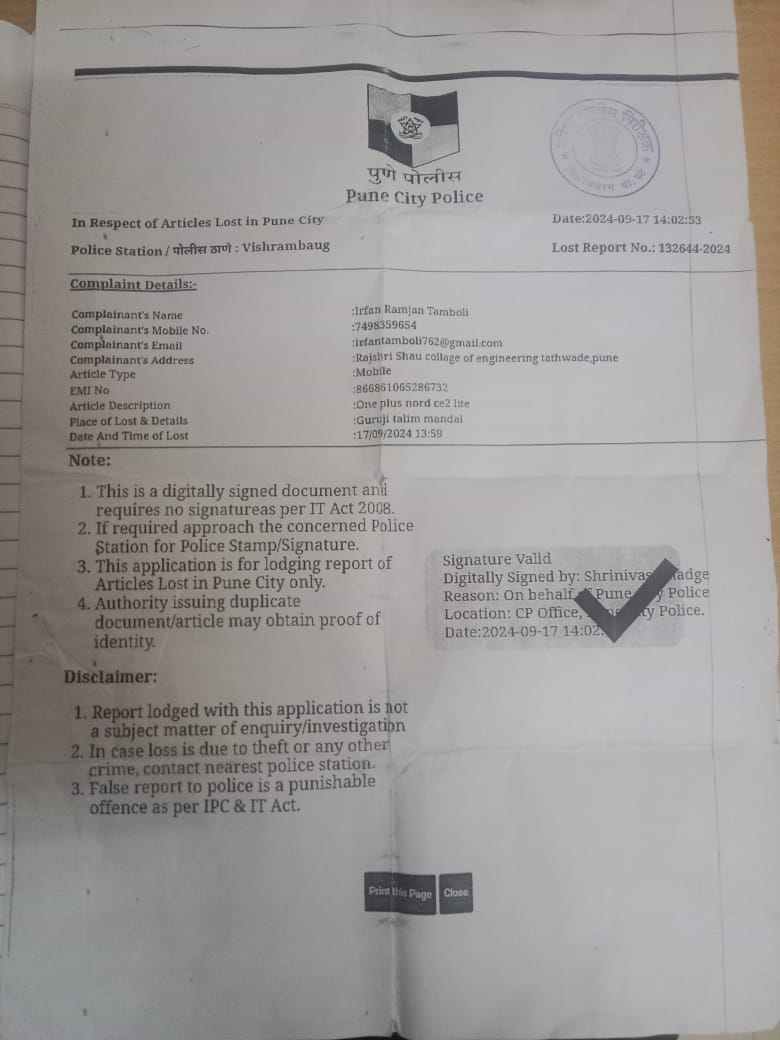 पुणे पोलीस
Pune City Police
In Respect of Articles Lost in Pune City
Date:2024-09-17 14:02:53
Police Station / पोलीस ठाणे : Vishrambaug
Lost Report No.: 132644-2024
Complaint Details:-
Complainant's Name :Irfan Ramjan Tamboli
Complainant's Mobile No. :7498359654
Complainant's Email :irfantamboli762@gmail.com
Complainant's Address :Rajshri Shau collage of engineering tathwade,pune
Article Type :Mobile
EMI No :866861065286732
Article Description :One plus nord ce2 lite
Place of Lost & Details :Guruji talim mandal
Date And Time of Lost :17/09/2024 13:59
Note:
1. This is a digitally signed document and
requires no signatureas per IT Act 2008.
2. If required approach the concerned Police
Station for Police Stamp/Signature.
3. This application is for lodging report of
Articles Lost in Pune City only.
4. Authority issuing duplicate
document/article may obtain proof of
identity.
Signature Valid
Digitally Signed by: Shrinivas
Reason: On behalf of Pune Police
Location: CP Office, Police.
Date:2024-09-17 14:02:
Disclaimer:
1. Report lodged with this application is not
a subject matter of enquiry/investigation
2. In case loss is due to theft or any other
crime, contact nearest police station.
3. False report to police is a punishable
offence as per IPC & IT Act.
Print this Page Close